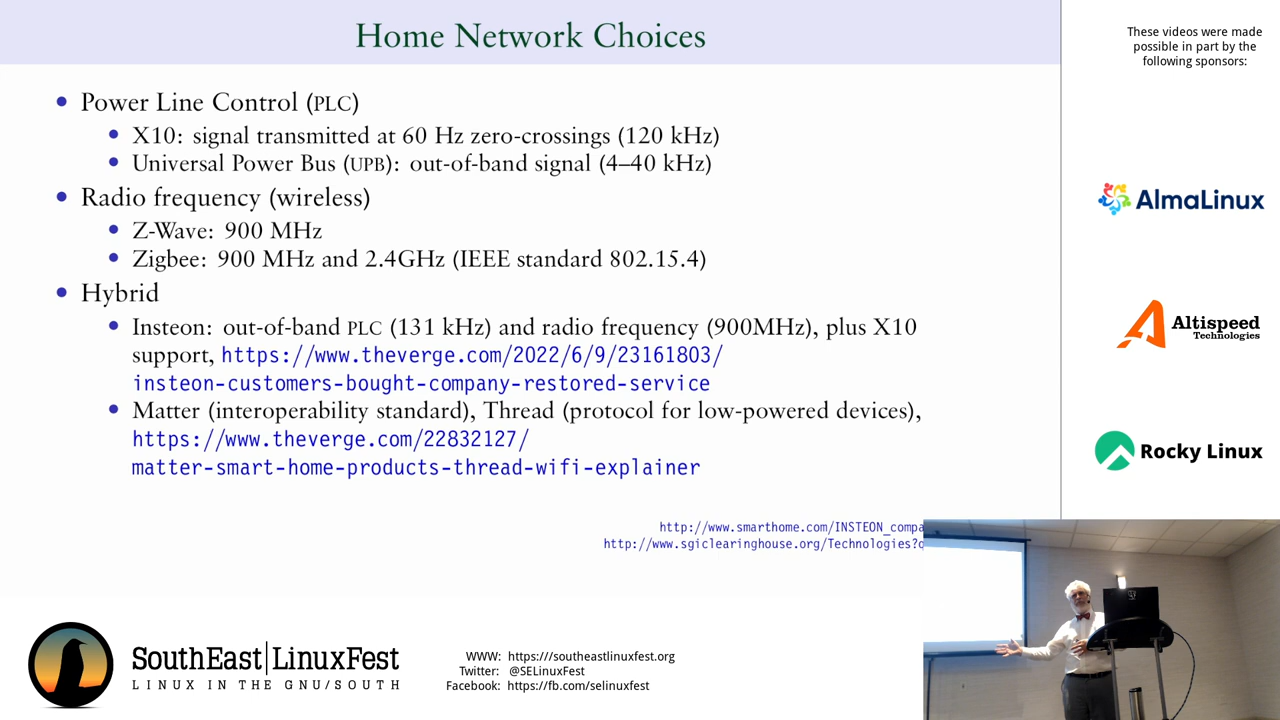 Home Network Choices
Power Line Control (PLC)
X10: signal transmitted at 60 Hz zero-crossings (120 kHz)
Universal Power Bus (UPB): out-of-band signal (4–40 kHz)
Radio frequency (wireless)
Z-Wave: 900 MHz
Zigbee: 900 MHz and 2.4GHz (IEEE standard 802.15.4)
Hybrid
Insteon: out-of-band PLC (131 kHz) and radio frequency (900MHz), plus X10
support, https://www.theverge.com/2022/6/9/23161803/
insteon-customers-bought-company-restored-service
Matter (interoperability standard), Thread (protocol for low-powered devices),
https://www.theverge.com/22832127/
matter-smart-home-products-thread-wifi-explainer
http://www.smarthome.com/INSTEON_compa
http://www.sgiclearinghouse.org/Technologies?q
These videos were made
possible in part by the
following sponsors:
AlmaLinux
Altispeed
Technologies
Rocky Linux
SouthEast LinuxFest
LINUX IN THE GNU/SOUTH
WWW: https://southeastlinuxfest.org
Twitter: @SELinuxFest
Facebook: https://fb.com/selinuxfest